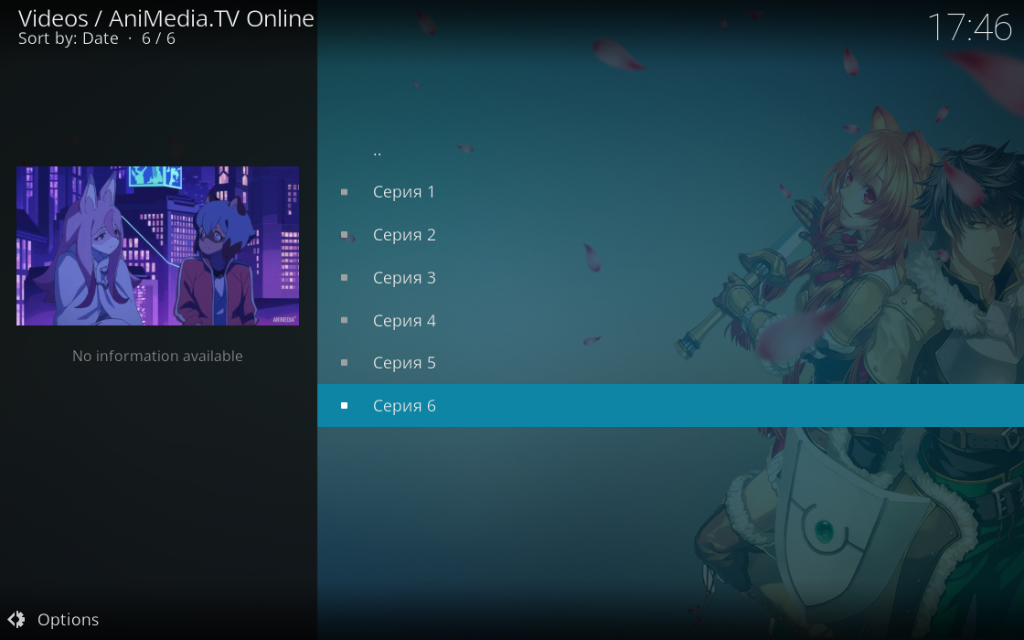 Videos / AniMedia.TV Online
Sort by: Date · 6 / 6
17:46
..
Серия 1
Серия 2
Серия 3
Серия 4
Серия 5
Серия 6
ANIMEDIA
No information available
Options